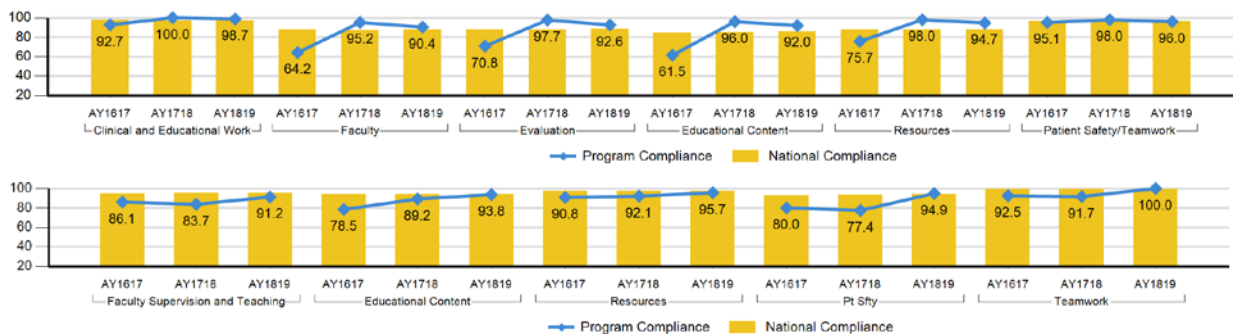 100
80
60
40
20
92.7 100.0 98.7 64.2 95.2 90.4 70.8 97.7 92.6 61.5 96.0 92.0 75.7 98.0 94.7 95.1 98.0 96.0
AY1617 AY1718 AY1819 AY1617 AY1718 AY1819 AY1617 AY1718 AY1819 AY1617 AY1718 AY1819 AY1617 AY1718 AY1819 AY1617 AY1718 AY1819
Clinical and Educational Work Faculty Evaluation Educational Content Resources Patient Safety/Teamwork
Program Compliance National Compliance
100
80
60
40
20
86.1 83.7 91.2 78.5 89.2 93.8 90.8 92.1 95.7 80.0 77.4 94.9 92.5 91.7 100.0
AY1617 AY1718 AY1819 AY1617 AY1718 AY1819 AY1617 AY1718 AY1819 AY1617 AY1718 AY1819 AY1617 AY1718 AY1819
Faculty Supervision and Teaching Educational Content Resources Pt Sfty Teamwork
Program Compliance National Compliance